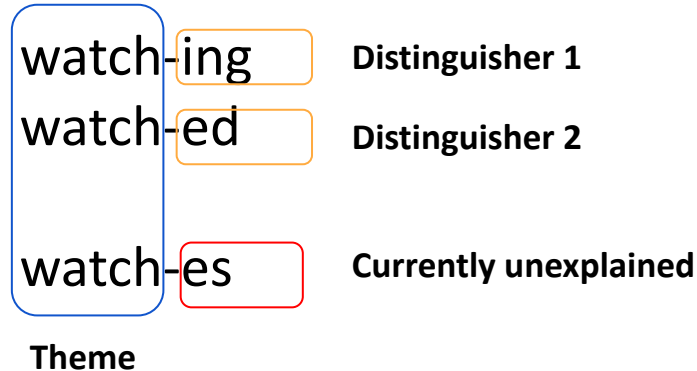 watch-ing Distinguisher 1
watch-ed Distinguisher 2
watch-es Currently unexplained
Theme